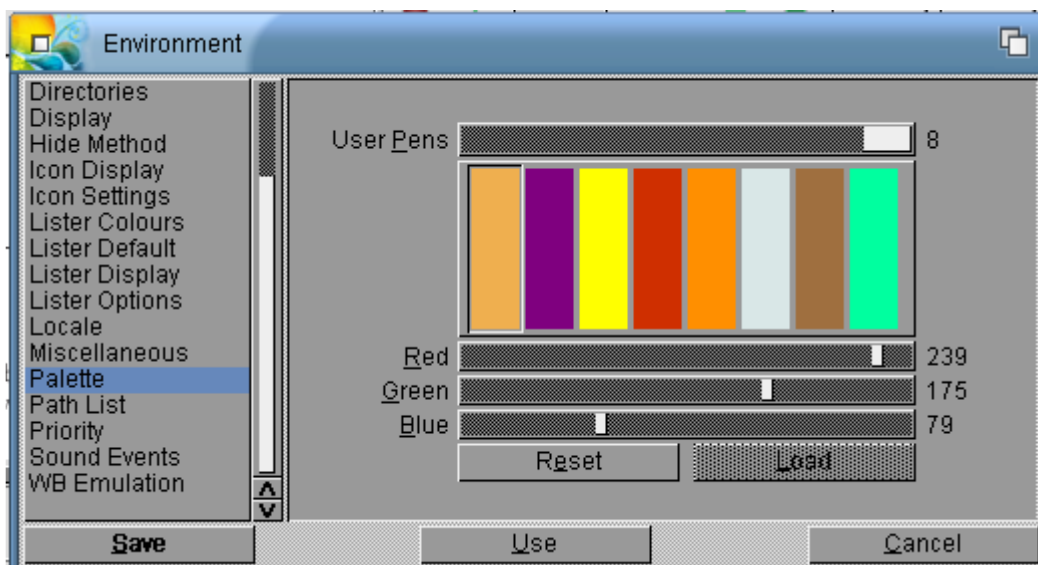 Environment
Directories
Display
Hide Method
Icon Display
Icon Settings
Lister Colours
Lister Default
Lister Display
Lister Options
Locale
Miscellaneous
Palette
Path List
Priority
Sound Events
WB Emulation
User Pens 8
Red 239
Green 175
Blue 79
Reset Load
Save Use Cancel